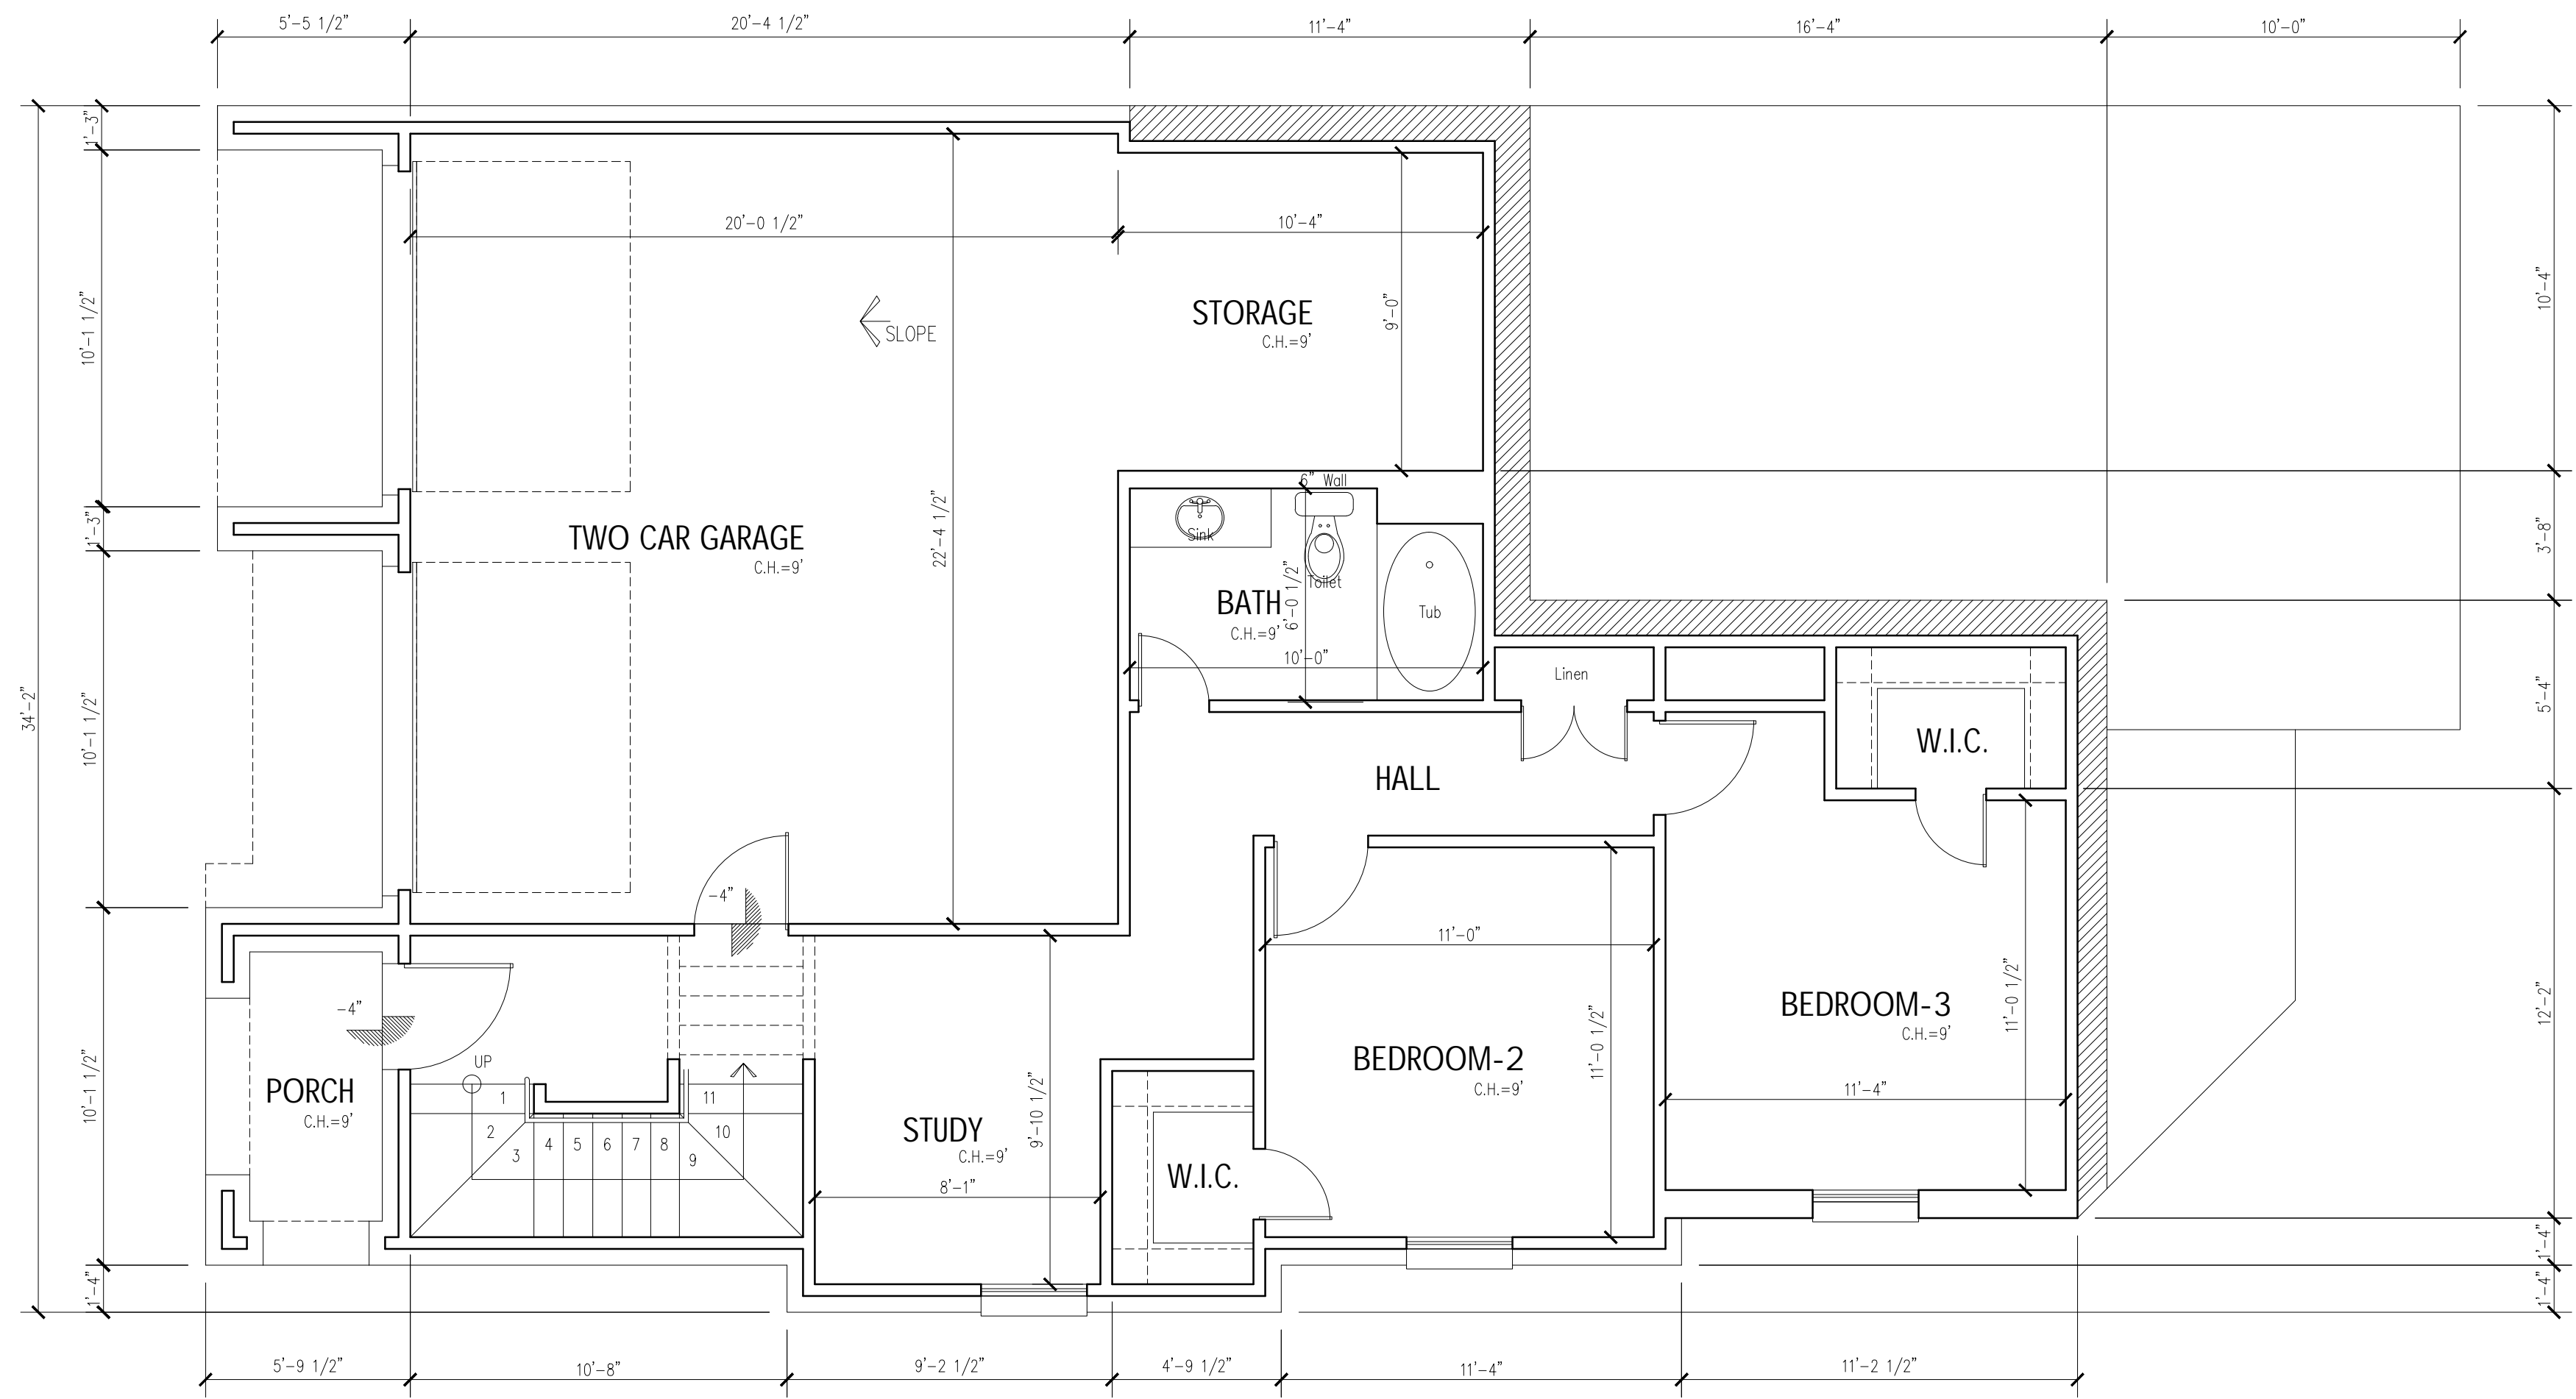 5'-5 1/2"
20'-4 1/2"
11'-4"
16'-4"
10'-0"
1'-3"
10'-1 1/2"
1'-3"
10'-1 1/2"
34'-2"
10'-1 1/2"
1'-4"
20'-0 1/2"
10'-4"
SLOPE
STORAGE
C.H.=9'
9'-0"
TWO CAR GARAGE
C.H.=9'
22'-4 1/2"
6" Wall
Sink
Toilet
BATH
C.H.=9'
6'-0 1/2"
Tub
10'-0"
Linen
HALL
W.I.C.
-4"
-4"
UP
PORCH
C.H.=9'
1
2
3
4
5
6
7
8
9
10
11
STUDY
C.H.=9'
9'-10 1/2"
8'-1"
W.I.C.
11'-0"
BEDROOM-2
C.H.=9'
11'-0 1/2"
BEDROOM-3
C.H.=9'
11'-0 1/2"
11'-4"
10'-4"
3'-8"
5'-4"
12'-2"
1'-4"
1'-4"
5'-9 1/2"
10'-8"
9'-2 1/2"
4'-9 1/2"
11'-4"
11'-2 1/2"